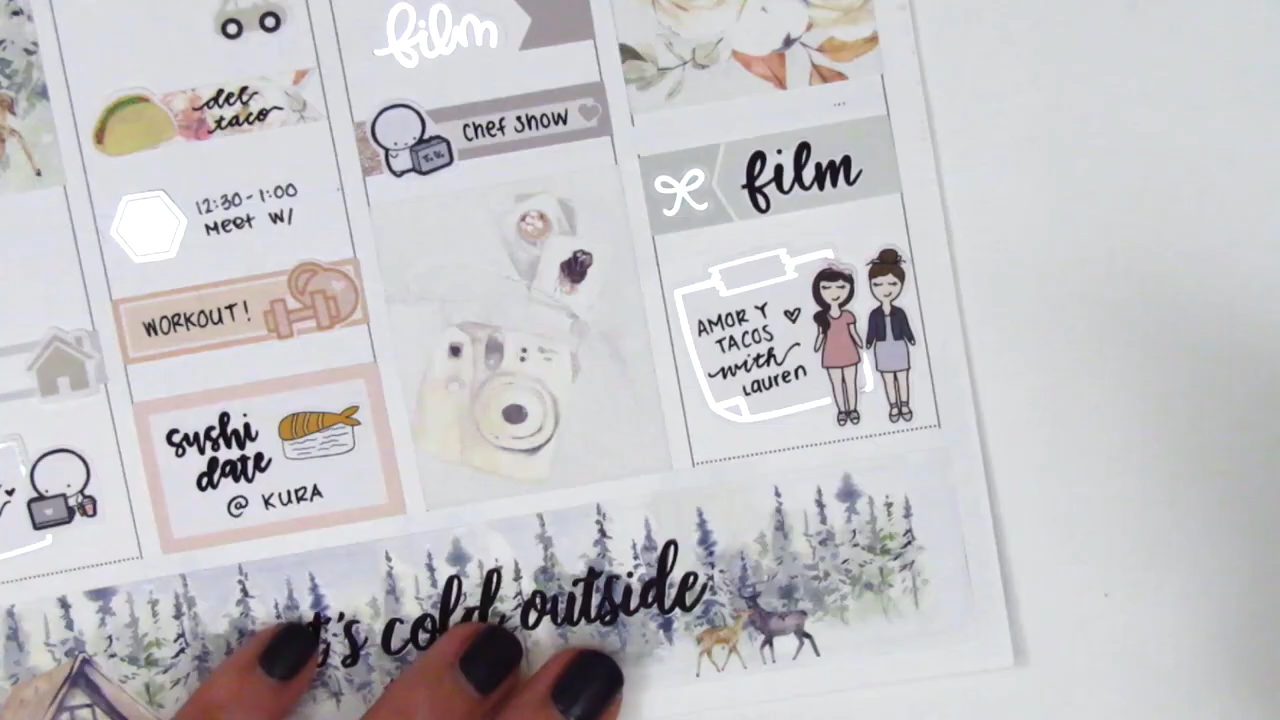 del
taco
12:30-1:00
Meet w/
WORKOUT!
sushi
date
@ KURA
film
chef show
film
AMOR Y
TACOS
with
Lauren
it's cold outside